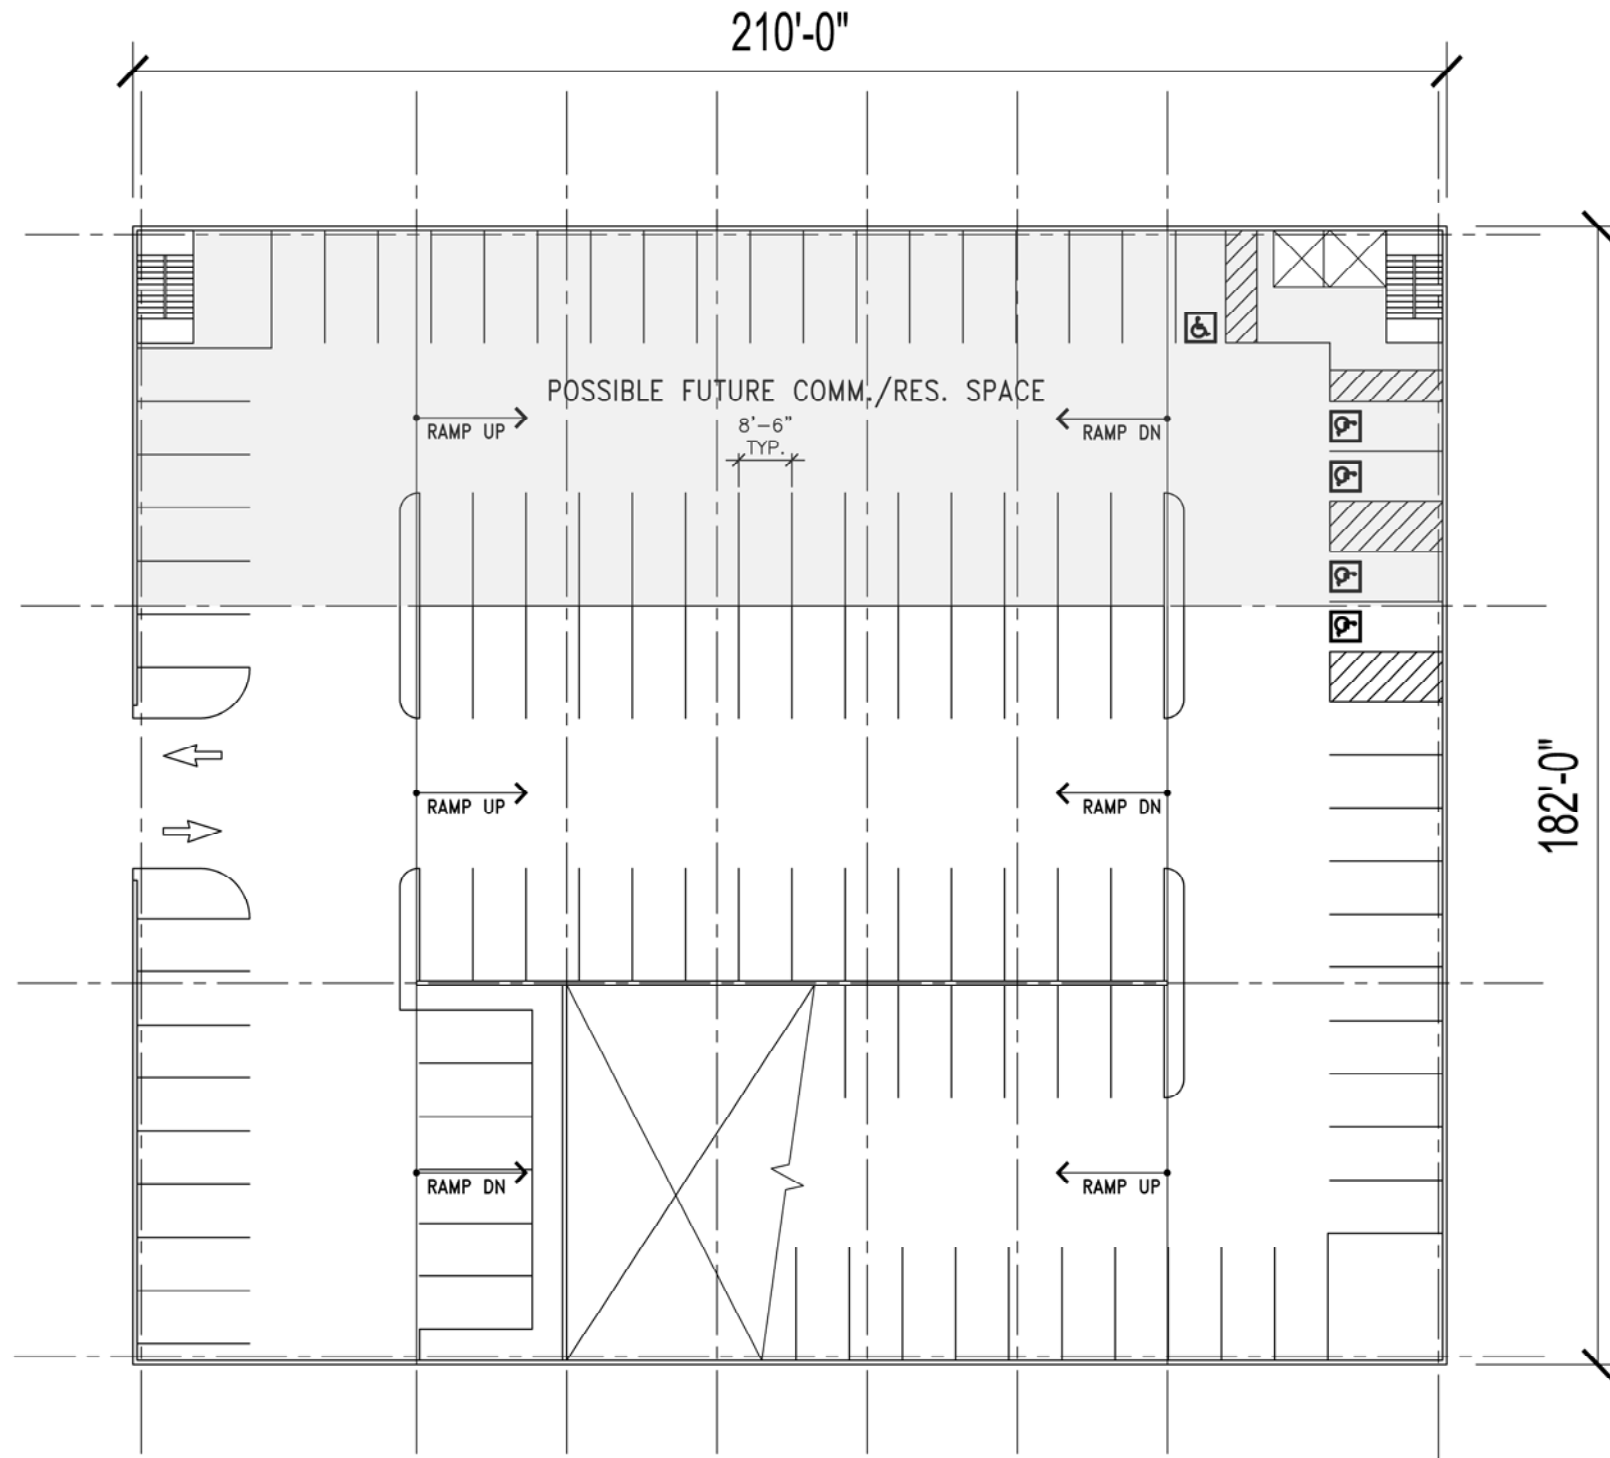 210'-0"
POSSIBLE FUTURE COMM./RES. SPACE
RAMP UP
8'-6"
TYP.
RAMP DN
RAMP UP
RAMP DN
182'-0"
RAMP DN
RAMP UP